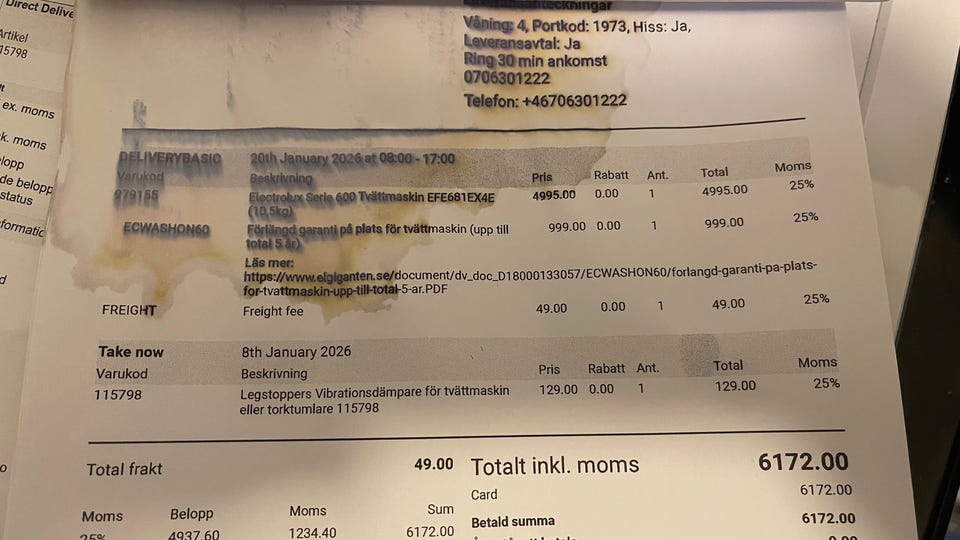 Direct Delive
Artikel
15798
ex. moms
k. moms
lopp
de belopp
status
formatic
Våning: 4, Portkod: 1973, Hiss: Ja,
Leveransavtal: Ja
Ring 30 min ankomst
0706301222
Telefon: +46706301222
DELIVERYBASIC 20th January 2026 at 08:00 - 17:00
Varukod Beskrivning Pris Rabatt Ant. Total Moms
979155 Electrolux Serie 600 Tvättmaskin EFE681EX4E 4995.00 0.00 1 4995.00 25%
(10,5kg)
ECWASHON60 Förlängd garanti på plats för tvättmaskin (upp till 999.00 0.00 1 999.00 25%
total 5 år)
Läs mer:
https://www.elgiganten.se/document/dv_doc_D18000133057/ECWASHON60/forlangd-garanti-pa-plats-
for-tvattmaskin-upp-till-total-5-ar.PDF
FREIGHT Freight fee 49.00 0.00 1 49.00 25%
Take now 8th January 2026
Varukod Beskrivning Pris Rabatt Ant. Total Moms
115798 Legstoppers Vibrationsdämpare för tvättmaskin 129.00 0.00 1 129.00 25%
eller torktumlare 115798
Total frakt 49.00 Totalt inkl. moms 6172.00
Card 6172.00
Moms Belopp Moms Sum Betald summa 6172.00
25% 4937.60 1234.40 6172.00